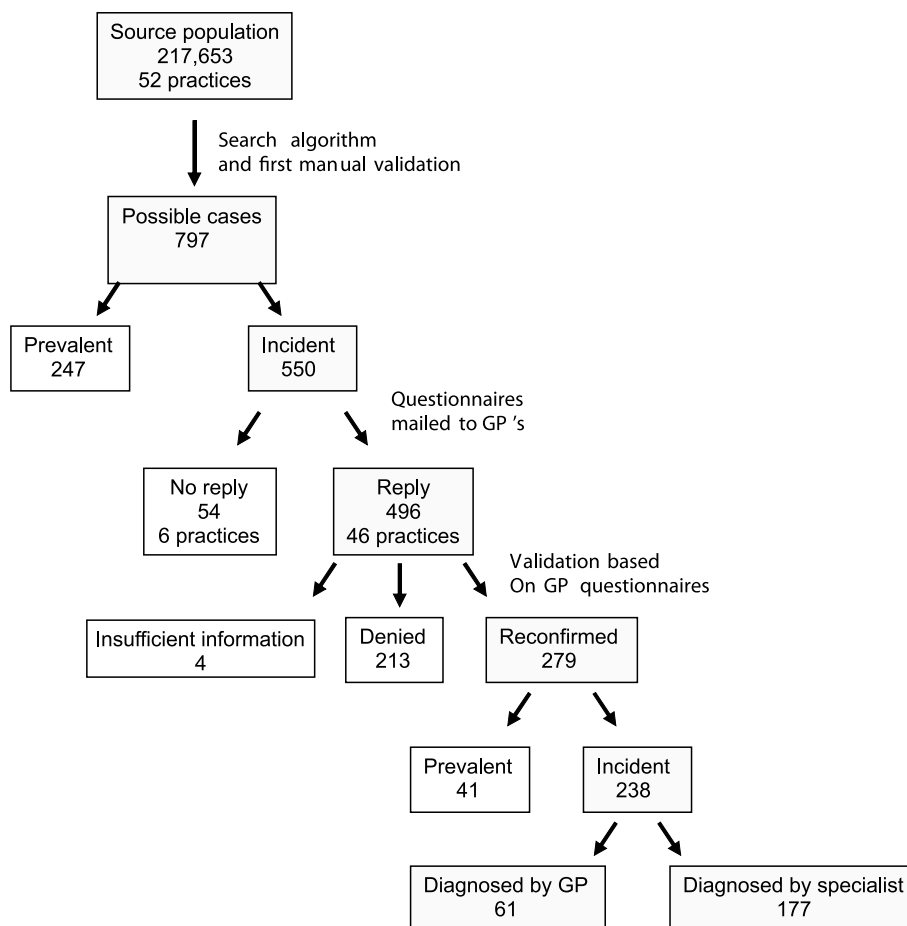 Source population
217,653
52 practices
Search algorithm
and first manual validation
Possible cases
797
Prevalent
247
Incident
550
Questionnaires
mailed to GP 's
No reply
54
6 practices
Reply
496
46 practices
Validation based
On GP questionnaires
Insufficient information
4
Denied
213
Reconfirmed
279
Prevalent
41
Incident
238
Diagnosed by GP
61
Diagnosed by specialist
177